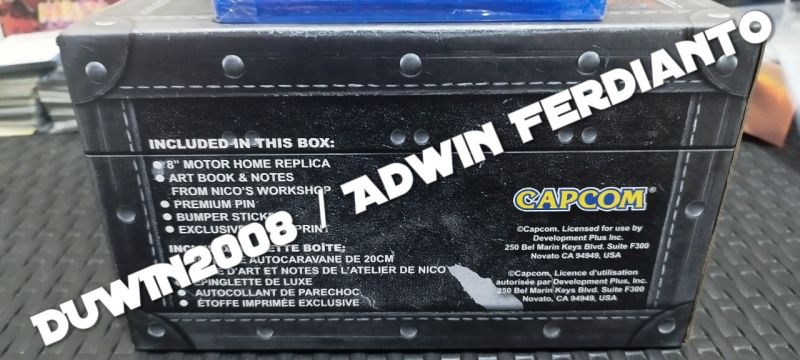 DUWIN2008 / ADWIN FERDIANTO
INCLUDED IN THIS BOX:
8" MOTOR HOME REPLICA
ART BOOK & NOTES
FROM NICO'S WORKSHOP
PREMIUM PIN
BUMPER STICK
EXCLUSIVE PRINT
INCL ETTE BOÎTE:
E AUTOCARAVANE DE 20CM
E D'ART ET NOTES DE L'ATELIER DE NICO
ÉPINGLETTE DE LUXE
AUTOCOLLANT DE PARECHOC
ÉTOFFE IMPRIMÉE EXCLUSIVE
CAPCOM®
©Capcom. Licensed for use by
Development Plus Inc.
250 Bel Marin Keys Blvd. Suite F300
Novato CA 94949, USA
©Capcom, Licence d'utilisation
autorisée par Development Plus, Inc.
250 Bel Marin Keys Blvd. Suite F300
Novato, CA 94949, USA